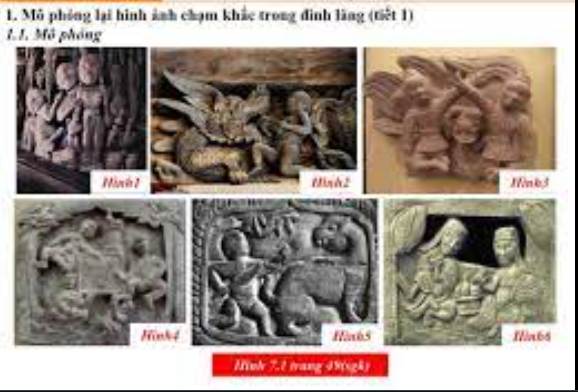 1. Mô phỏng lại hình ảnh chạm khắc trong đình làng (tiết 1)
1.1. Mô phỏng
Hình1
Hình2
Hình3
Hình4
Hình5
Hình6
Hình 7.1 trang 49(sgk)